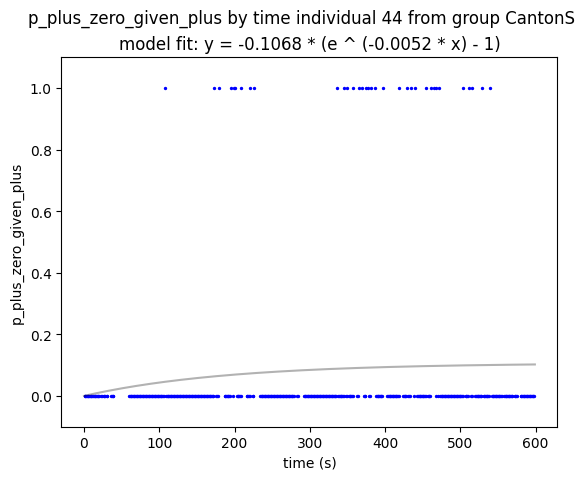 p_plus_zero_given_plus by time individual 44 from group CantonS
model fit: y = -0.1068 * (e ^ (-0.0052 * x) - 1)
1.0
0.8
0.6
0.4
0.2
0.0
p_plus_zero_given_plus
0 100 200 300 400 500 600
time (s)